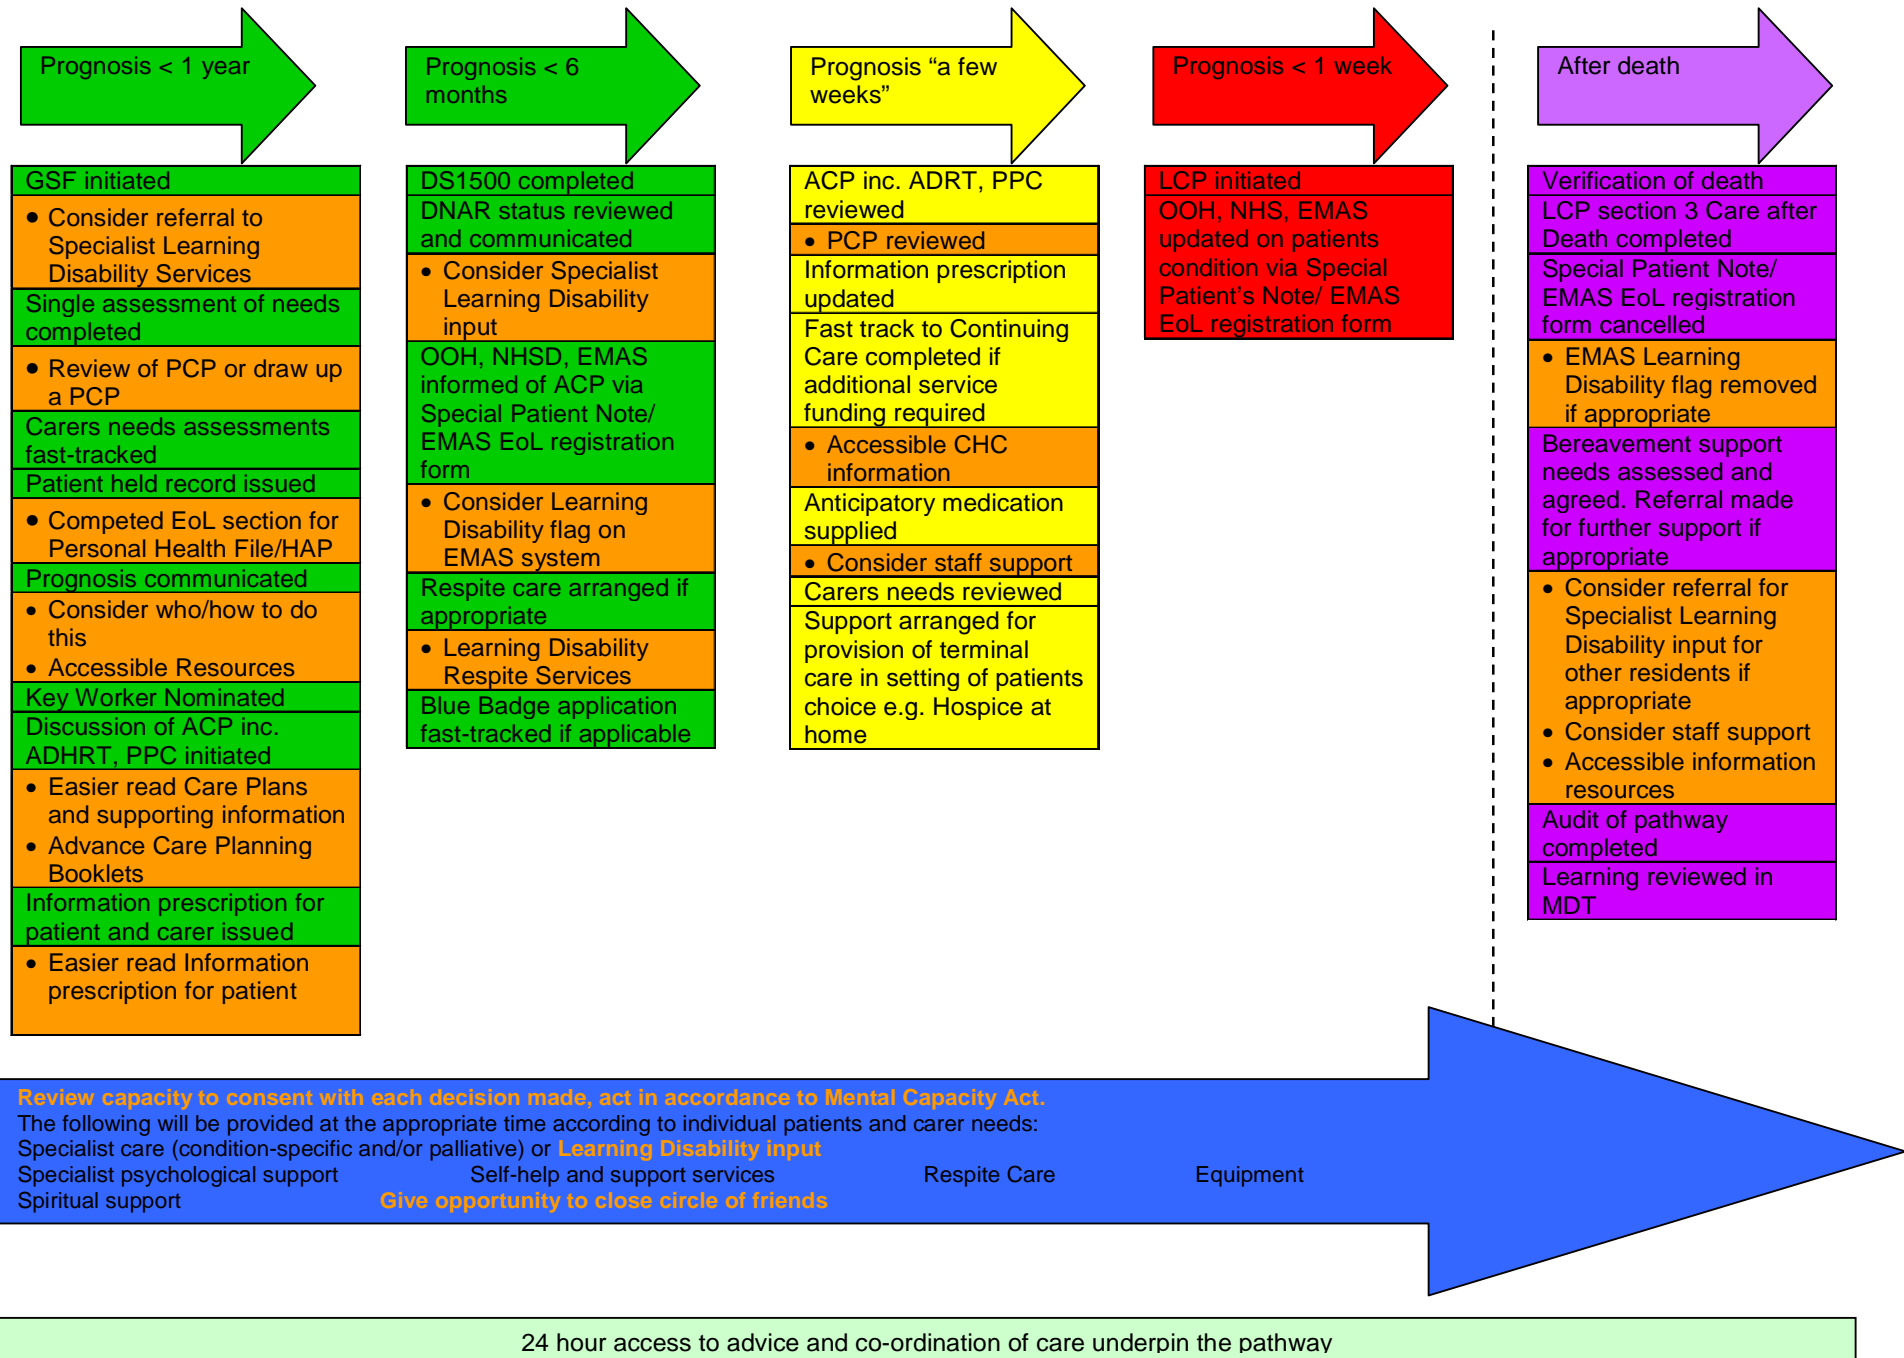 Prognosis < 1 year
GSF initiated
• Consider referral to
Specialist Learning
Disability Services
Single assessment of needs
completed
• Review of PCP or draw up
a PCP
Carers needs assessments
fast-tracked
Patient held record issued
• Competed EoL section for
Personal Health File/HAP
Prognosis communicated
• Consider who/how to do
this
• Accessible Resources
Key Worker Nominated
Discussion of ACP inc.
ADHRT, PPC initiated
• Easier read Care Plans
and supporting information
• Advance Care Planning
Booklets
Information prescription for
patient and carer issued
• Easier read Information
prescription for patient
Prognosis < 6
months
DS1500 completed
DNAR status reviewed
and communicated
• Consider Specialist
Learning Disability
input
OOH, NHSD, EMAS
informed of ACP via
Special Patient Note/
EMAS EoL registration
form
• Consider Learning
Disability flag on
EMAS system
Respite care arranged if
appropriate
• Learning Disability
Respite Services
Blue Badge application
fast-tracked if applicable
Prognosis “a few
weeks”
ACP inc. ADRT, PPC
reviewed
• PCP reviewed
Information prescription
updated
Fast track to Continuing
Care completed if
additional service
funding required
• Accessible CHC
information
Anticipatory medication
supplied
• Consider staff support
Carers needs reviewed
Support arranged for
provision of terminal
care in setting of patients
choice e.g. Hospice at
home
Prognosis < 1 week
LCP initiated
OOH, NHS, EMAS
updated on patients
condition via Special
Patient’s Note/ EMAS
EoL registration form
After death
Verification of death
LCP section 3 Care after
Death completed
Special Patient Note/
EMAS EoL registration
form cancelled
• EMAS Learning
Disability flag removed
if appropriate
Bereavement support
needs assessed and
agreed. Referral made
for further support if
appropriate
• Consider referral for
Specialist Learning
Disability input for
other residents if
appropriate
• Consider staff support
• Accessible information
resources
Audit of pathway
completed
Learning reviewed in
MDT
Review capacity to consent with each decision made, act in accordance to Mental Capacity Act.
The following will be provided at the appropriate time according to individual patients and carer needs:
Specialist care (condition-specific and/or palliative) or Learning Disability input
Specialist psychological support Self-help and support services Respite Care Equipment
Spiritual support Give opportunity to close circle of friends
24 hour access to advice and co-ordination of care underpin the pathway